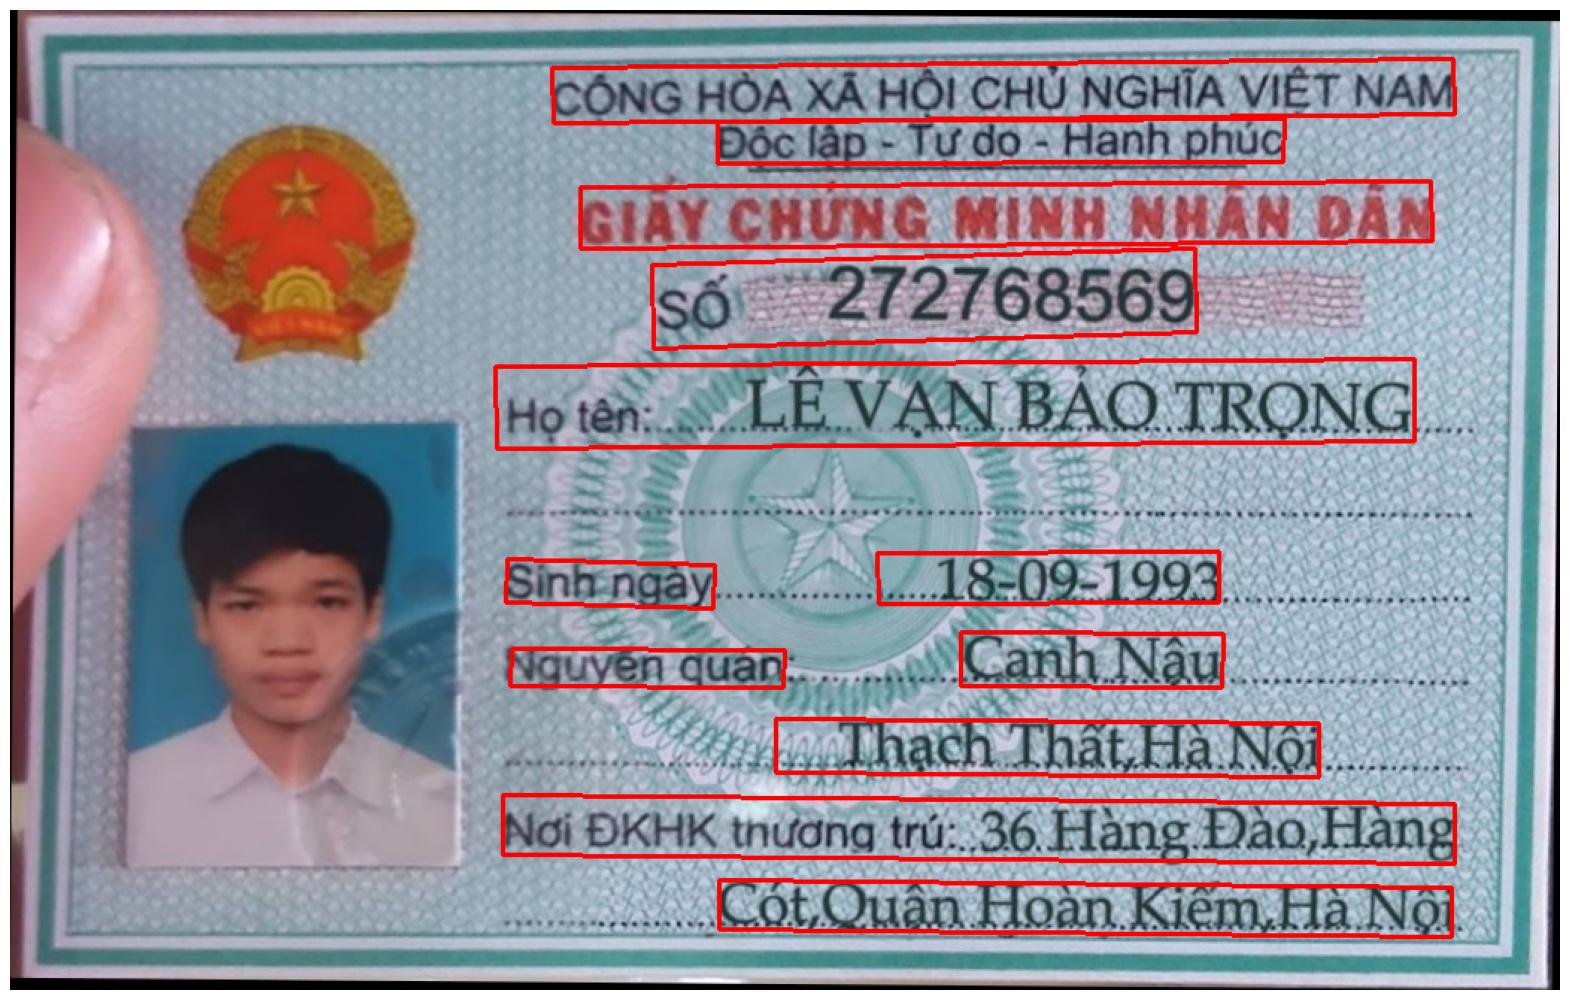 CỘNG HÒA XÃ HỘI CHỦ NGHĨA VIỆT NAM
Độc lập - Tự do - Hạnh phúc
GIẤY CHỨNG MINH NHÂN DÂN
SỐ 272768569
Họ tên: LÊ VẠN BẢO TRỌNG
Sinh ngày 18-09-1993
Nguyên quán: Canh Nậu
Thạch Thất,Hà Nội
Nơi ĐKHK thường trú: 36 Hàng Đào,Hàng
Cót,Quận Hoàn Kiếm,Hà Nội
VIỆT NAM